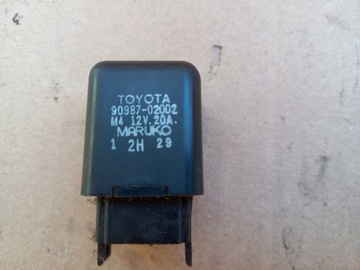 TOYOTA
90987-02002
M4 12V.20A.
MARUKO
1 2H 29